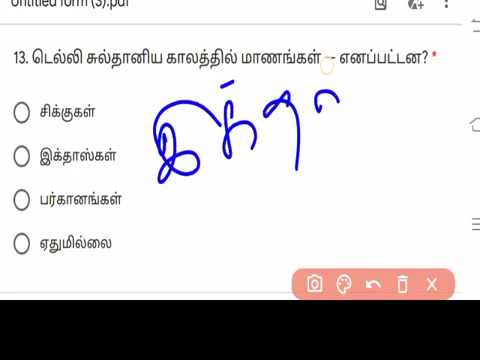 Untitled form (3).pdf
13. டெல்லி சுல்தானிய காலத்தில் மாணங்கள் -- எனப்பட்டன? *
சிக்குகள்
இக்தாஸ்கள்
பர்கானங்கள்
ஏதுமில்லை
இக்தா